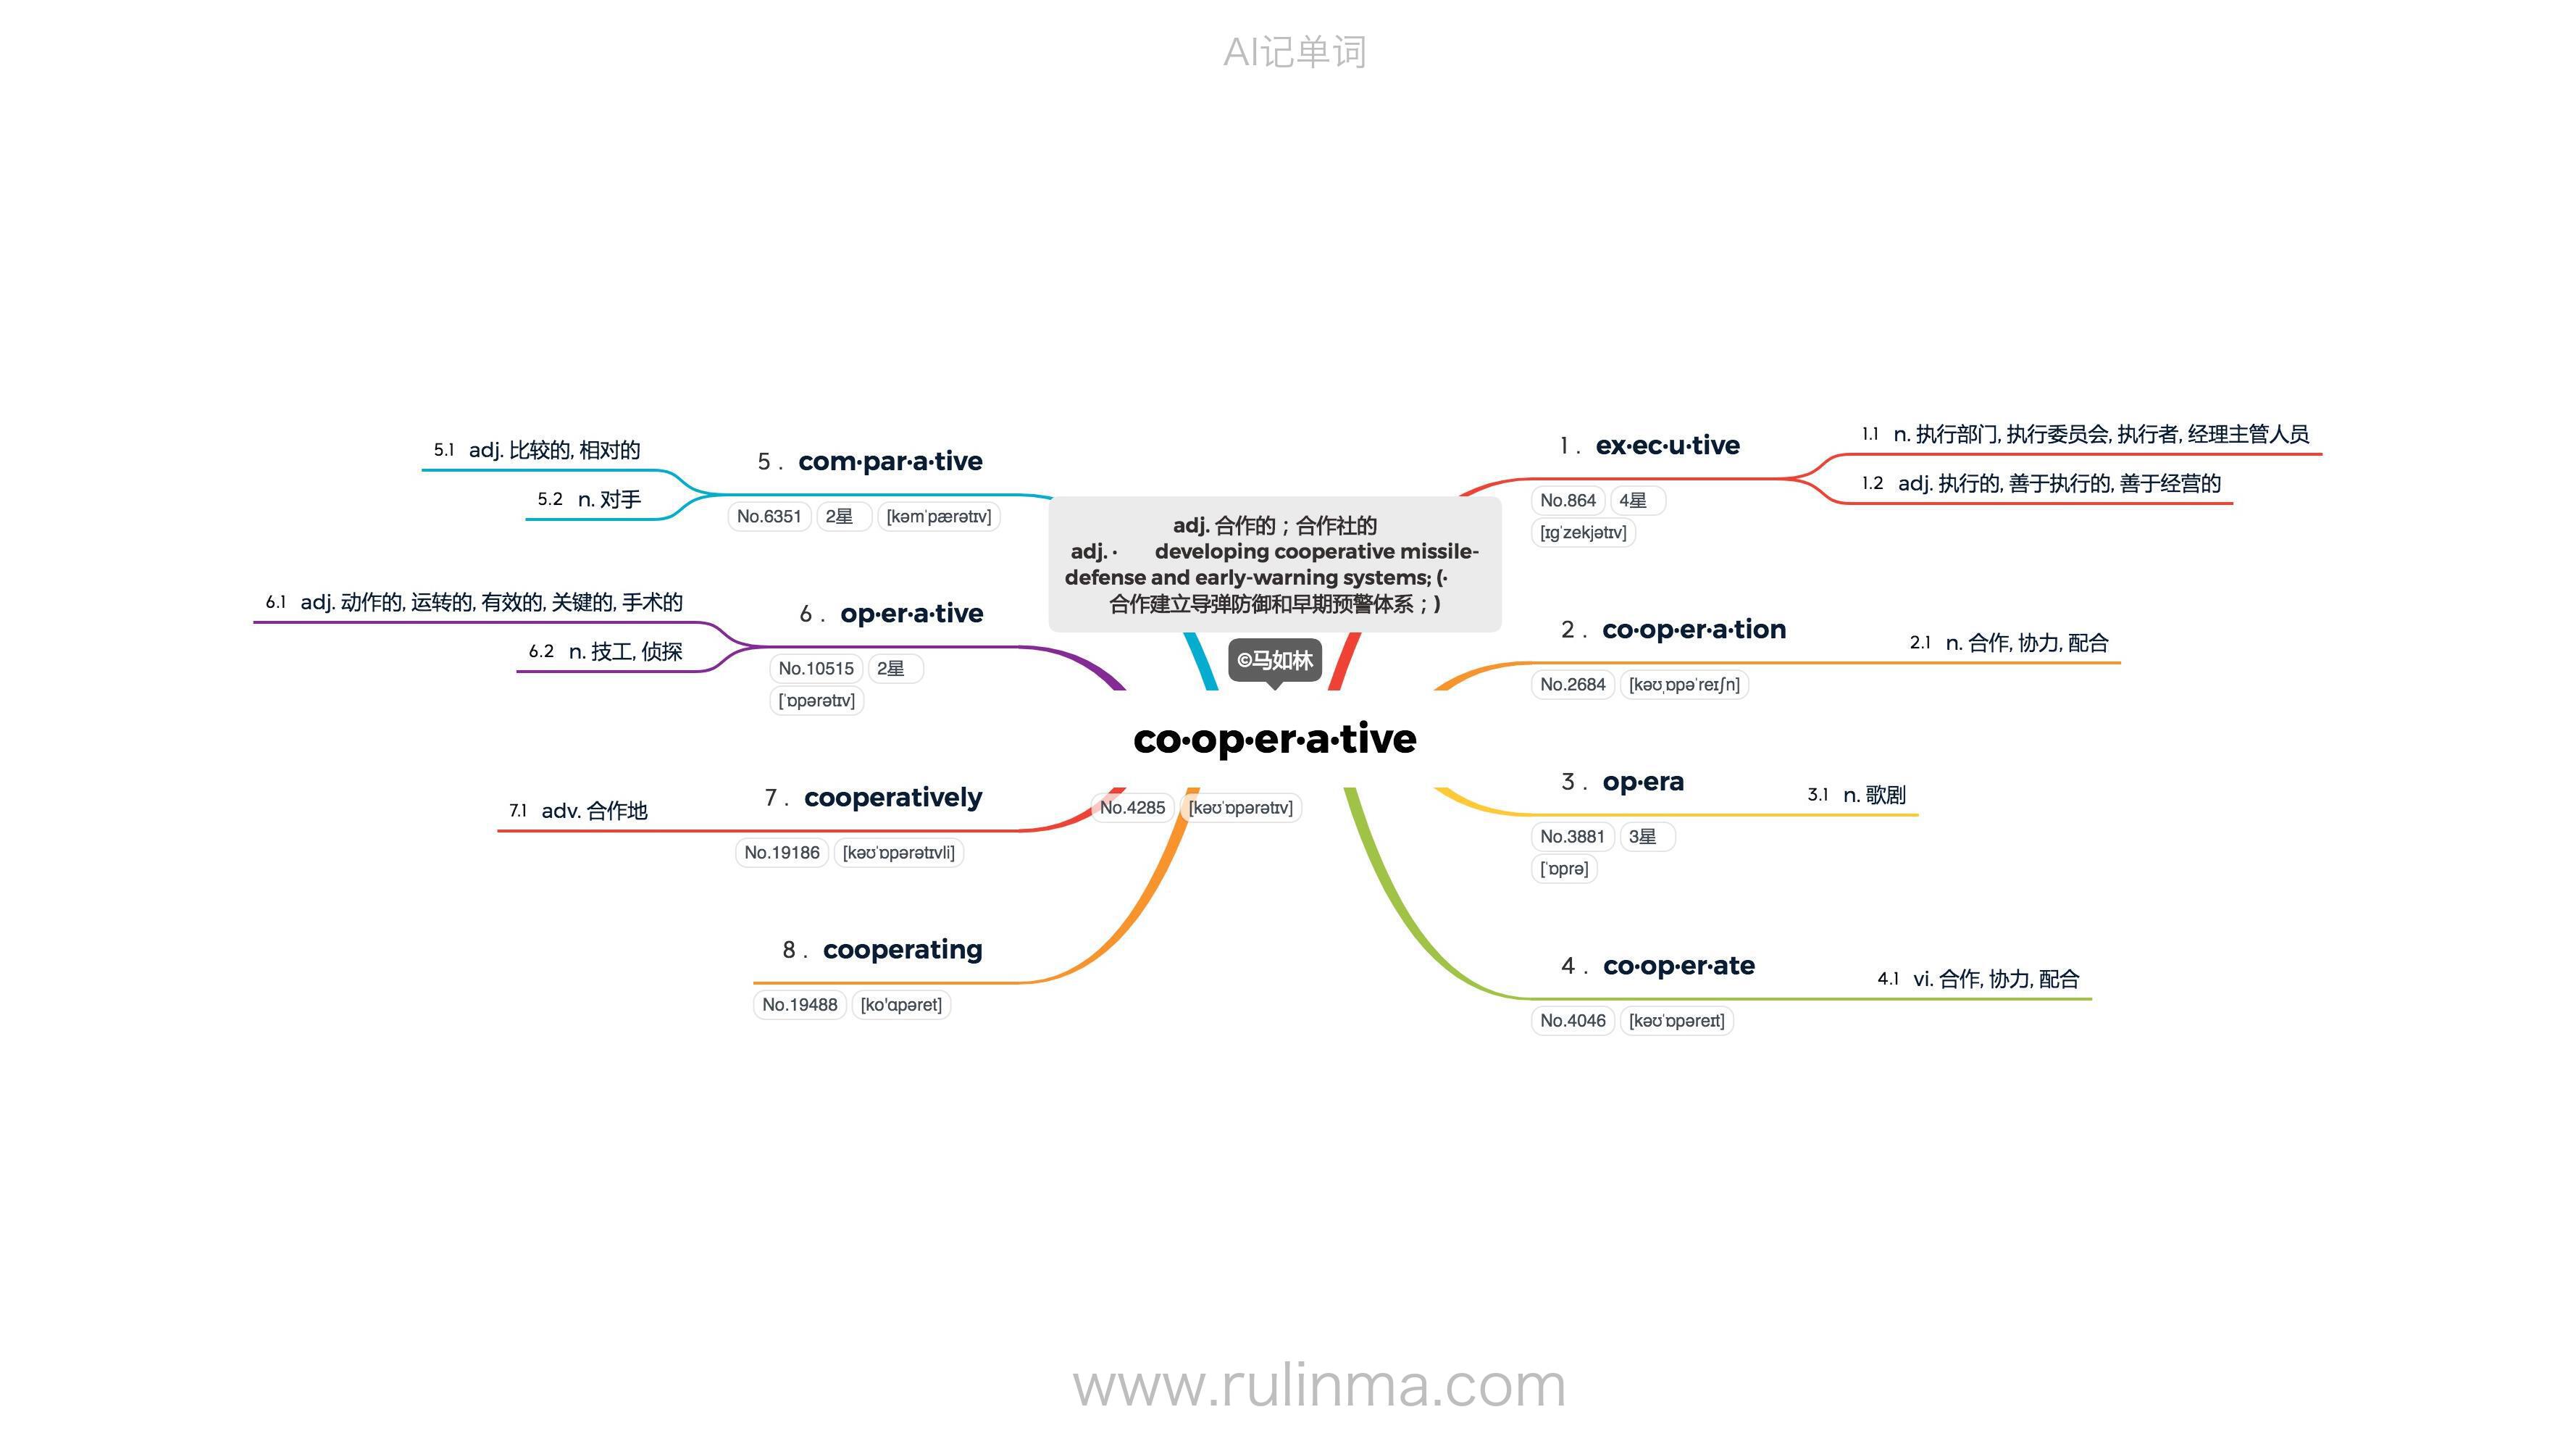 AI记单词
adj. 合作的；合作社的
adj. · developing cooperative missile-
defense and early-warning systems; (·
合作建立导弹防御和早期预警体系；)
©马如林
co·op·er·a·tive
No.4285 [kəʊˈɒpərətɪv]
1 . ex·ec·u·tive
No.864 4星
[ɪɡˈzekjətɪv]
1.1 n. 执行部门, 执行委员会, 执行者, 经理主管人员
1.2 adj. 执行的, 善于执行的, 善于经营的
2 . co·op·er·a·tion
No.2684 [kəʊˌɒpəˈreɪʃn]
2.1 n. 合作, 协力, 配合
3 . op·era
No.3881 3星
[ˈɒprə]
3.1 n. 歌剧
4 . co·op·er·ate
No.4046 [kəʊˈɒpəreɪt]
4.1 vi. 合作, 协力, 配合
5 . com·par·a·tive
No.6351 2星 [kəmˈpærətɪv]
5.1 adj. 比较的, 相对的
5.2 n. 对手
6 . op·er·a·tive
No.10515 2星
[ˈɒpərətɪv]
6.1 adj. 动作的, 运转的, 有效的, 关键的, 手术的
6.2 n. 技工, 侦探
7 . cooperatively
No.19186 [kəʊˈɒpərətɪvli]
7.1 adv. 合作地
8 . cooperating
No.19488 [ko'ɑpəret]
www.rulinma.com